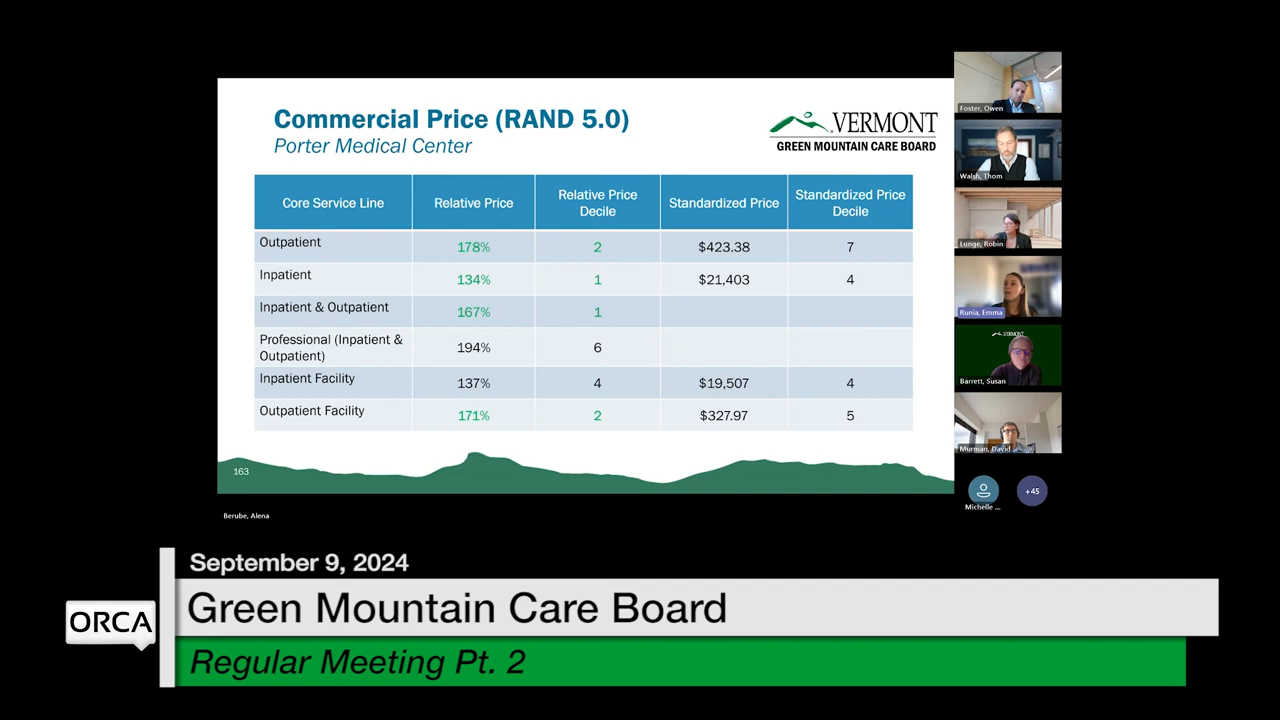 Commercial Price (RAND 5.0)
Porter Medical Center
VERMONT
GREEN MOUNTAIN CARE BOARD
Core Service Line Relative Price Relative Price Decile Standardized Price Standardized Price Decile
Outpatient 178% 2 $423.38 7
Inpatient 134% 1 $21,403 4
Inpatient & Outpatient 167% 1
Professional (Inpatient & Outpatient) 194% 6
Inpatient Facility 137% 4 $19,507 4
Outpatient Facility 171% 2 $327.97 5
163
Berube, Alena
Foster, Owen
Walsh, Thom
Lunge, Robin
Runia, Emma
VERMONT
Barrett, Susan
Murman, David
Michelle ...
+45
September 9, 2024
ORCA
Green Mountain Care Board
Regular Meeting Pt. 2